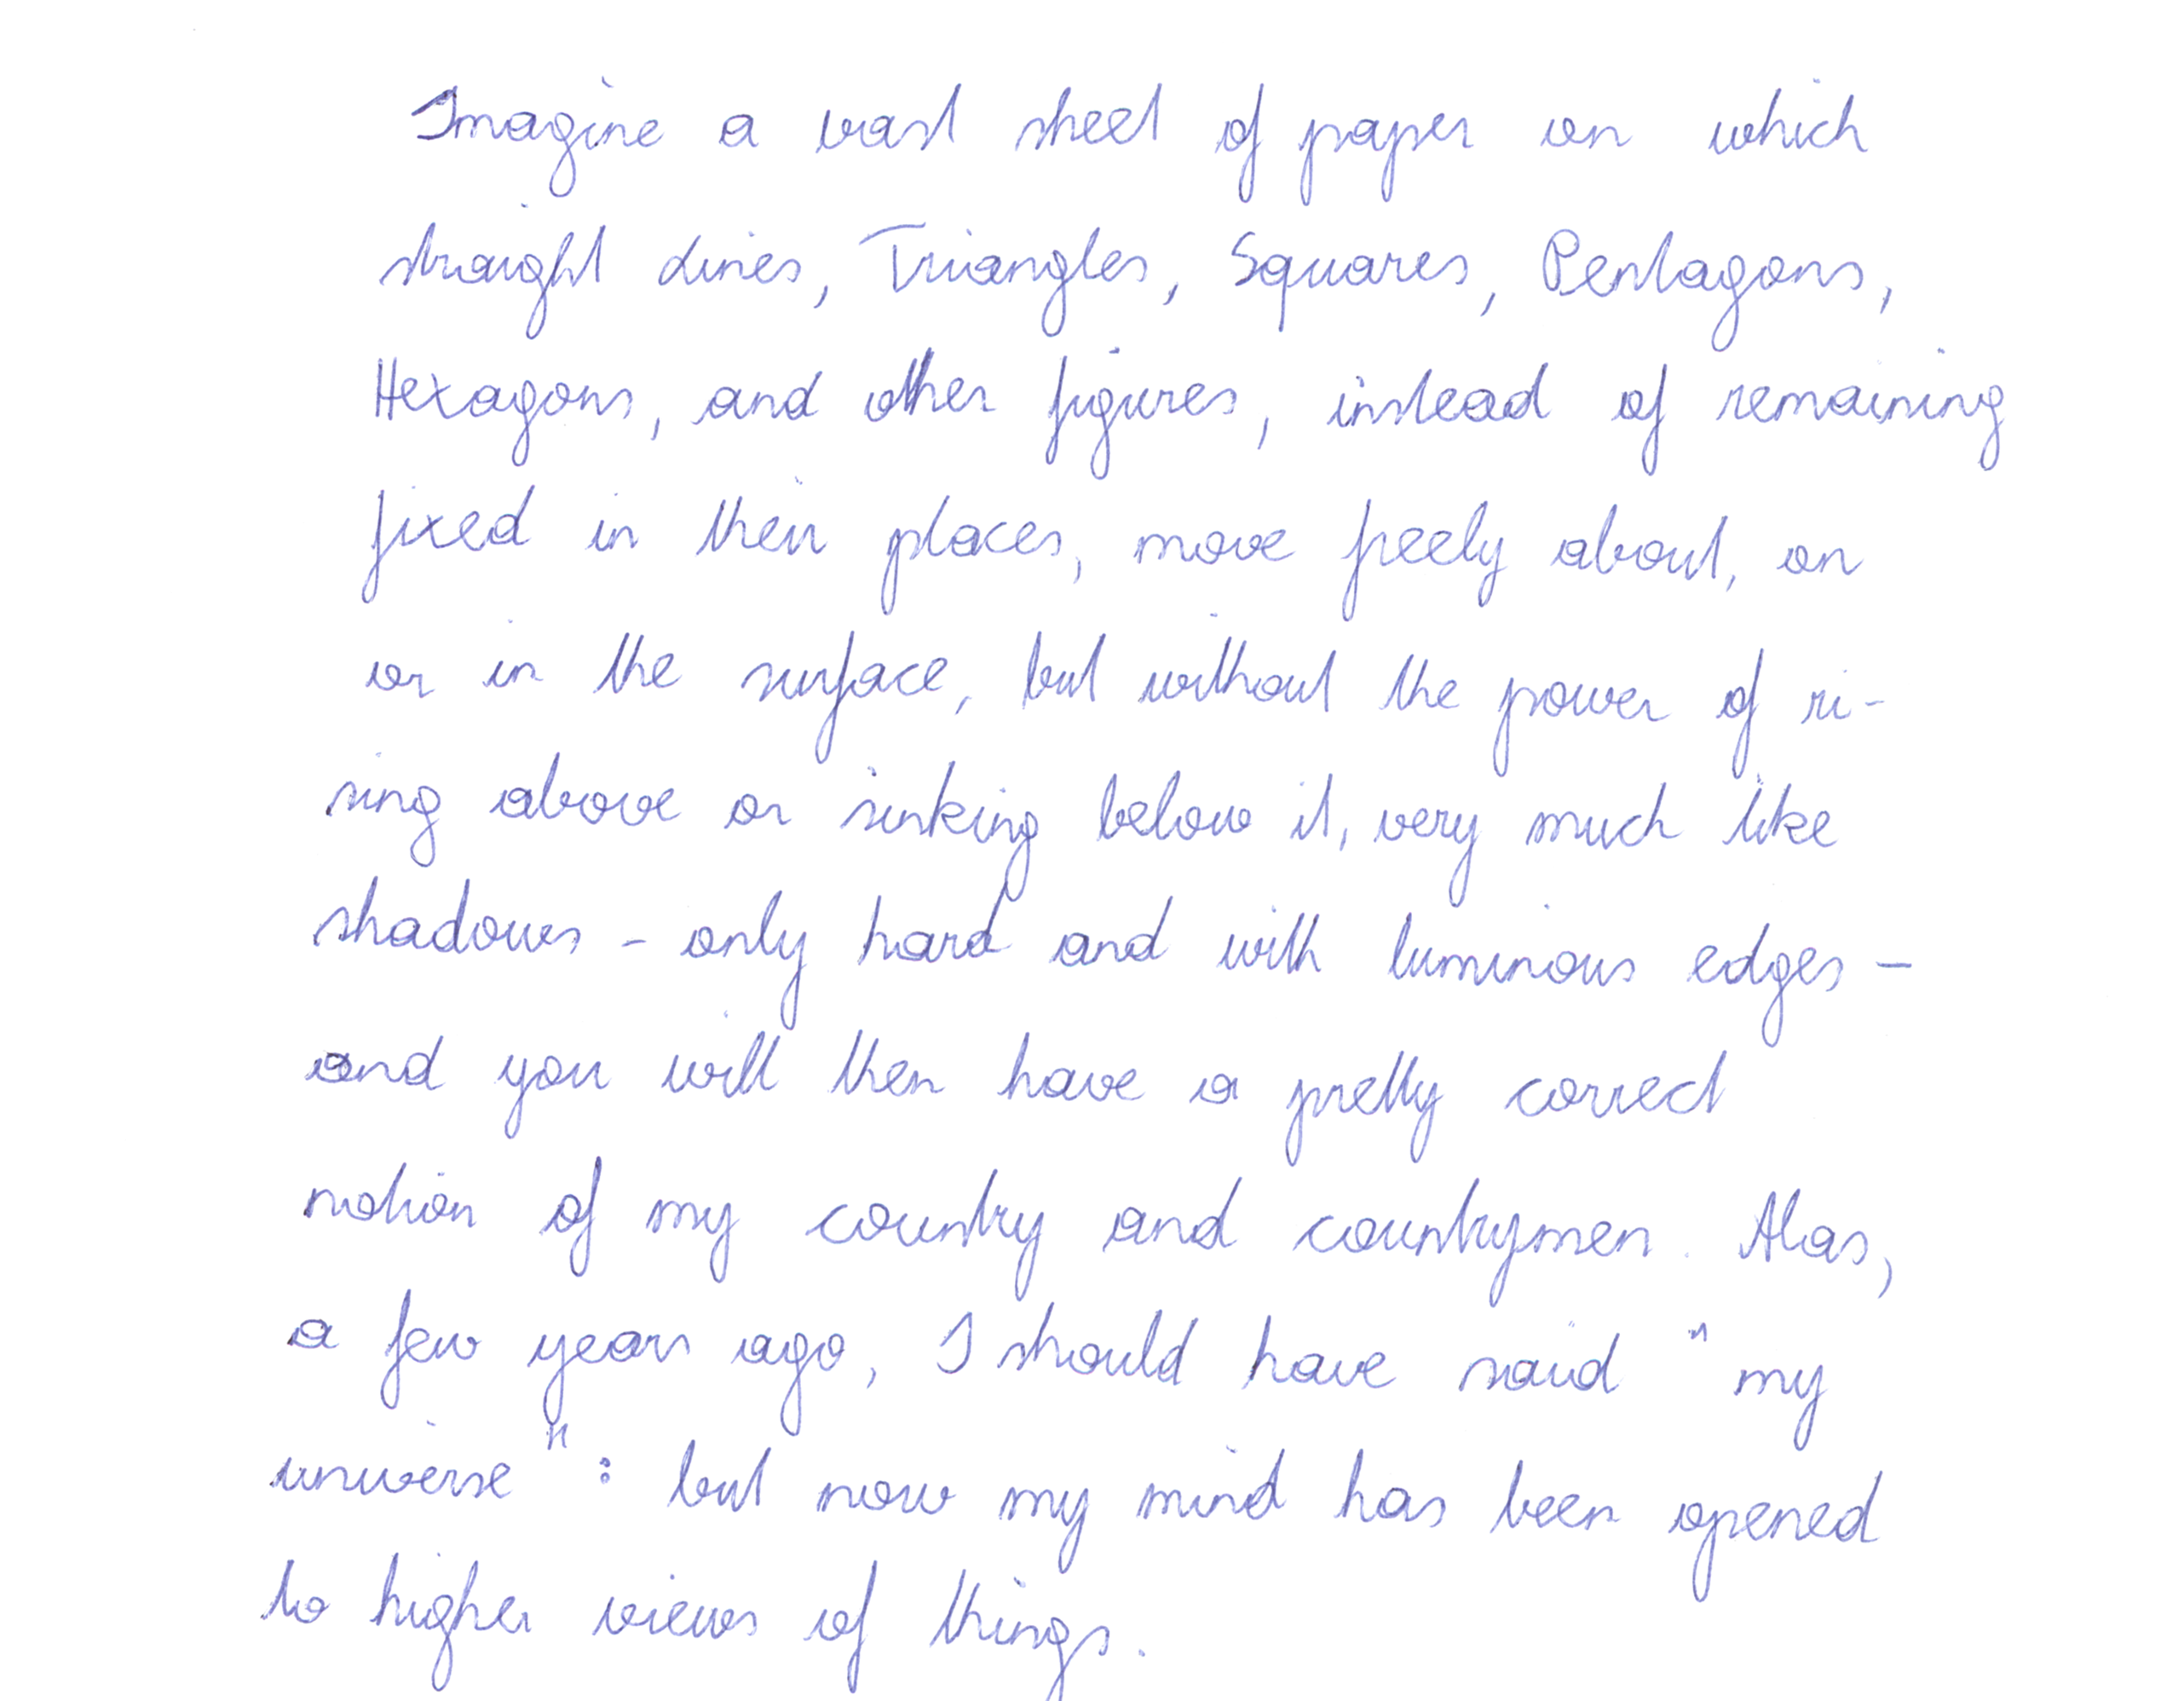 Imagine a vast sheet of paper on which
straight Lines, Triangles, Squares, Pentagons,
Hexagons, and other figures, instead of remaining
fixed in their places, move freely about, on
or in the surface, but without the power of ri-
sing above or sinking below it, very much like
shadows - only hard and with luminous edges -
and you will then have a pretty correct
notion of my country and countrymen. Alas,
a few years ago, I should have said "my
universe": but now my mind has been opened
to higher views of things.